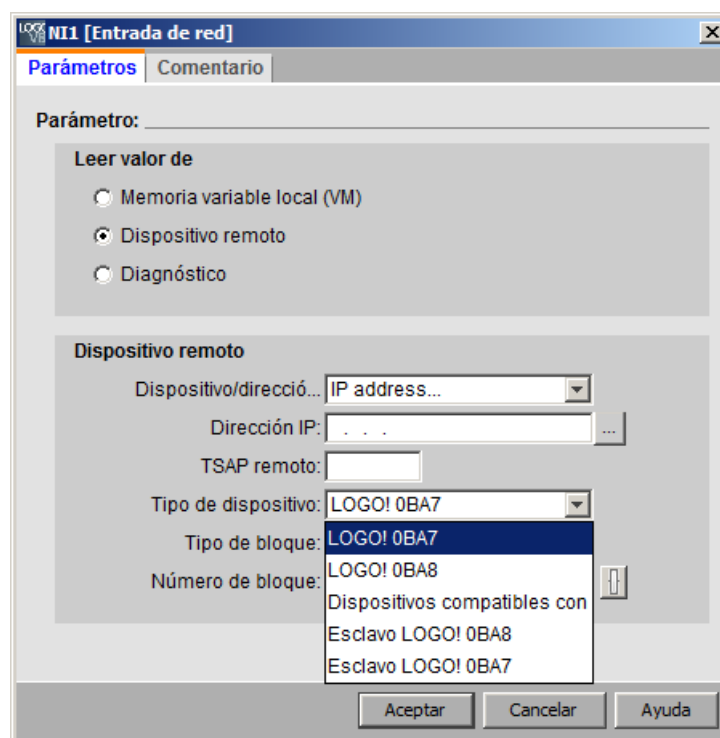 NI1 [Entrada de red]
Parámetros Comentario
Parámetro:
Leer valor de
Memoria variable local (VM)
Dispositivo remoto
Diagnóstico
Dispositivo remoto
Dispositivo/direcció... IP address...
Dirección IP: . . . ...
TSAP remoto:
Tipo de dispositivo: LOGO! 0BA7
Tipo de bloque: LOGO! 0BA7
LOGO! 0BA8
Número de bloque: Dispositivos compatibles con
Esclavo LOGO! 0BA8
Esclavo LOGO! 0BA7
Aceptar Cancelar Ayuda